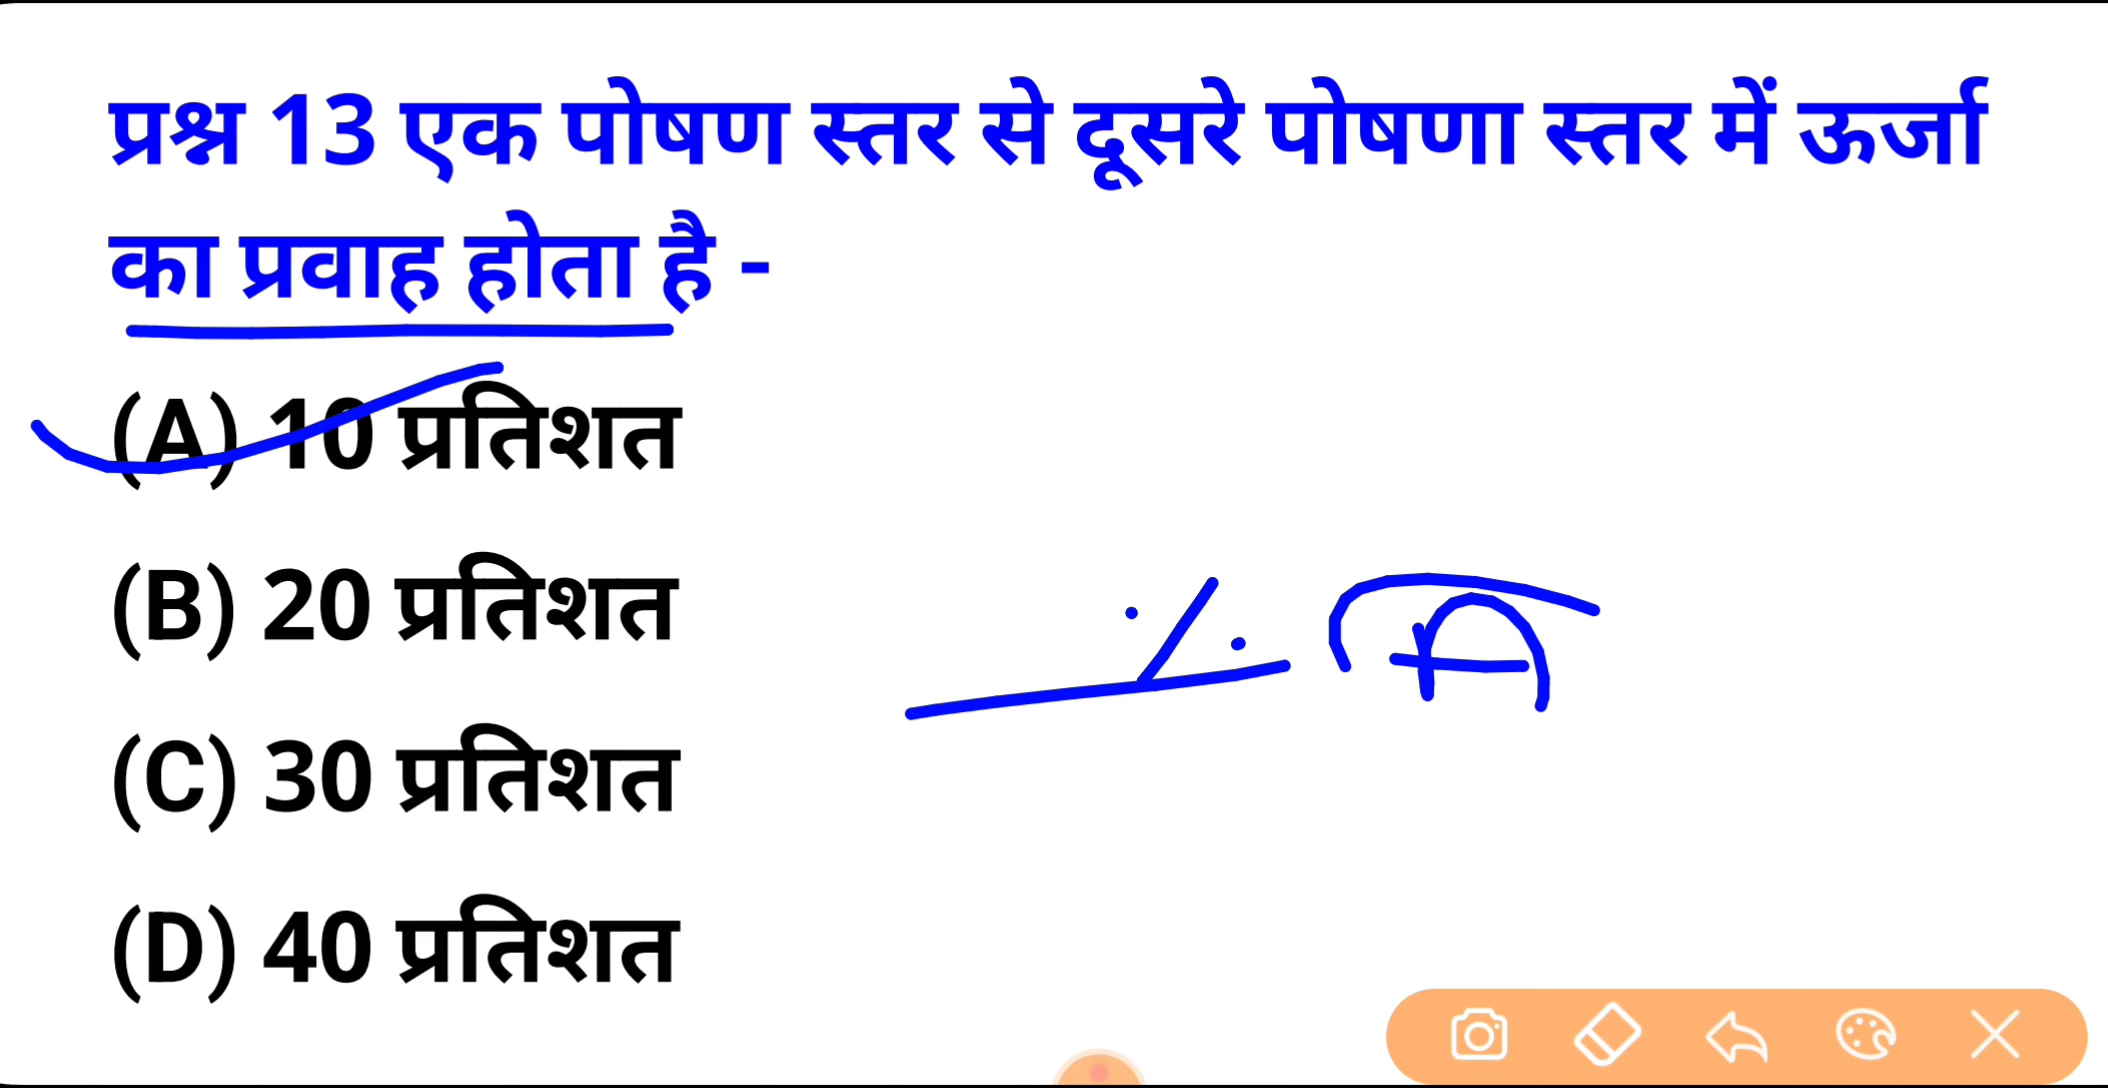 प्रश्न 13 एक पोषण स्तर से दूसरे पोषणा स्तर में ऊर्जा
का प्रवाह होता है -
(A) 10 प्रतिशत
(B) 20 प्रतिशत
% A
(C) 30 प्रतिशत
(D) 40 प्रतिशत